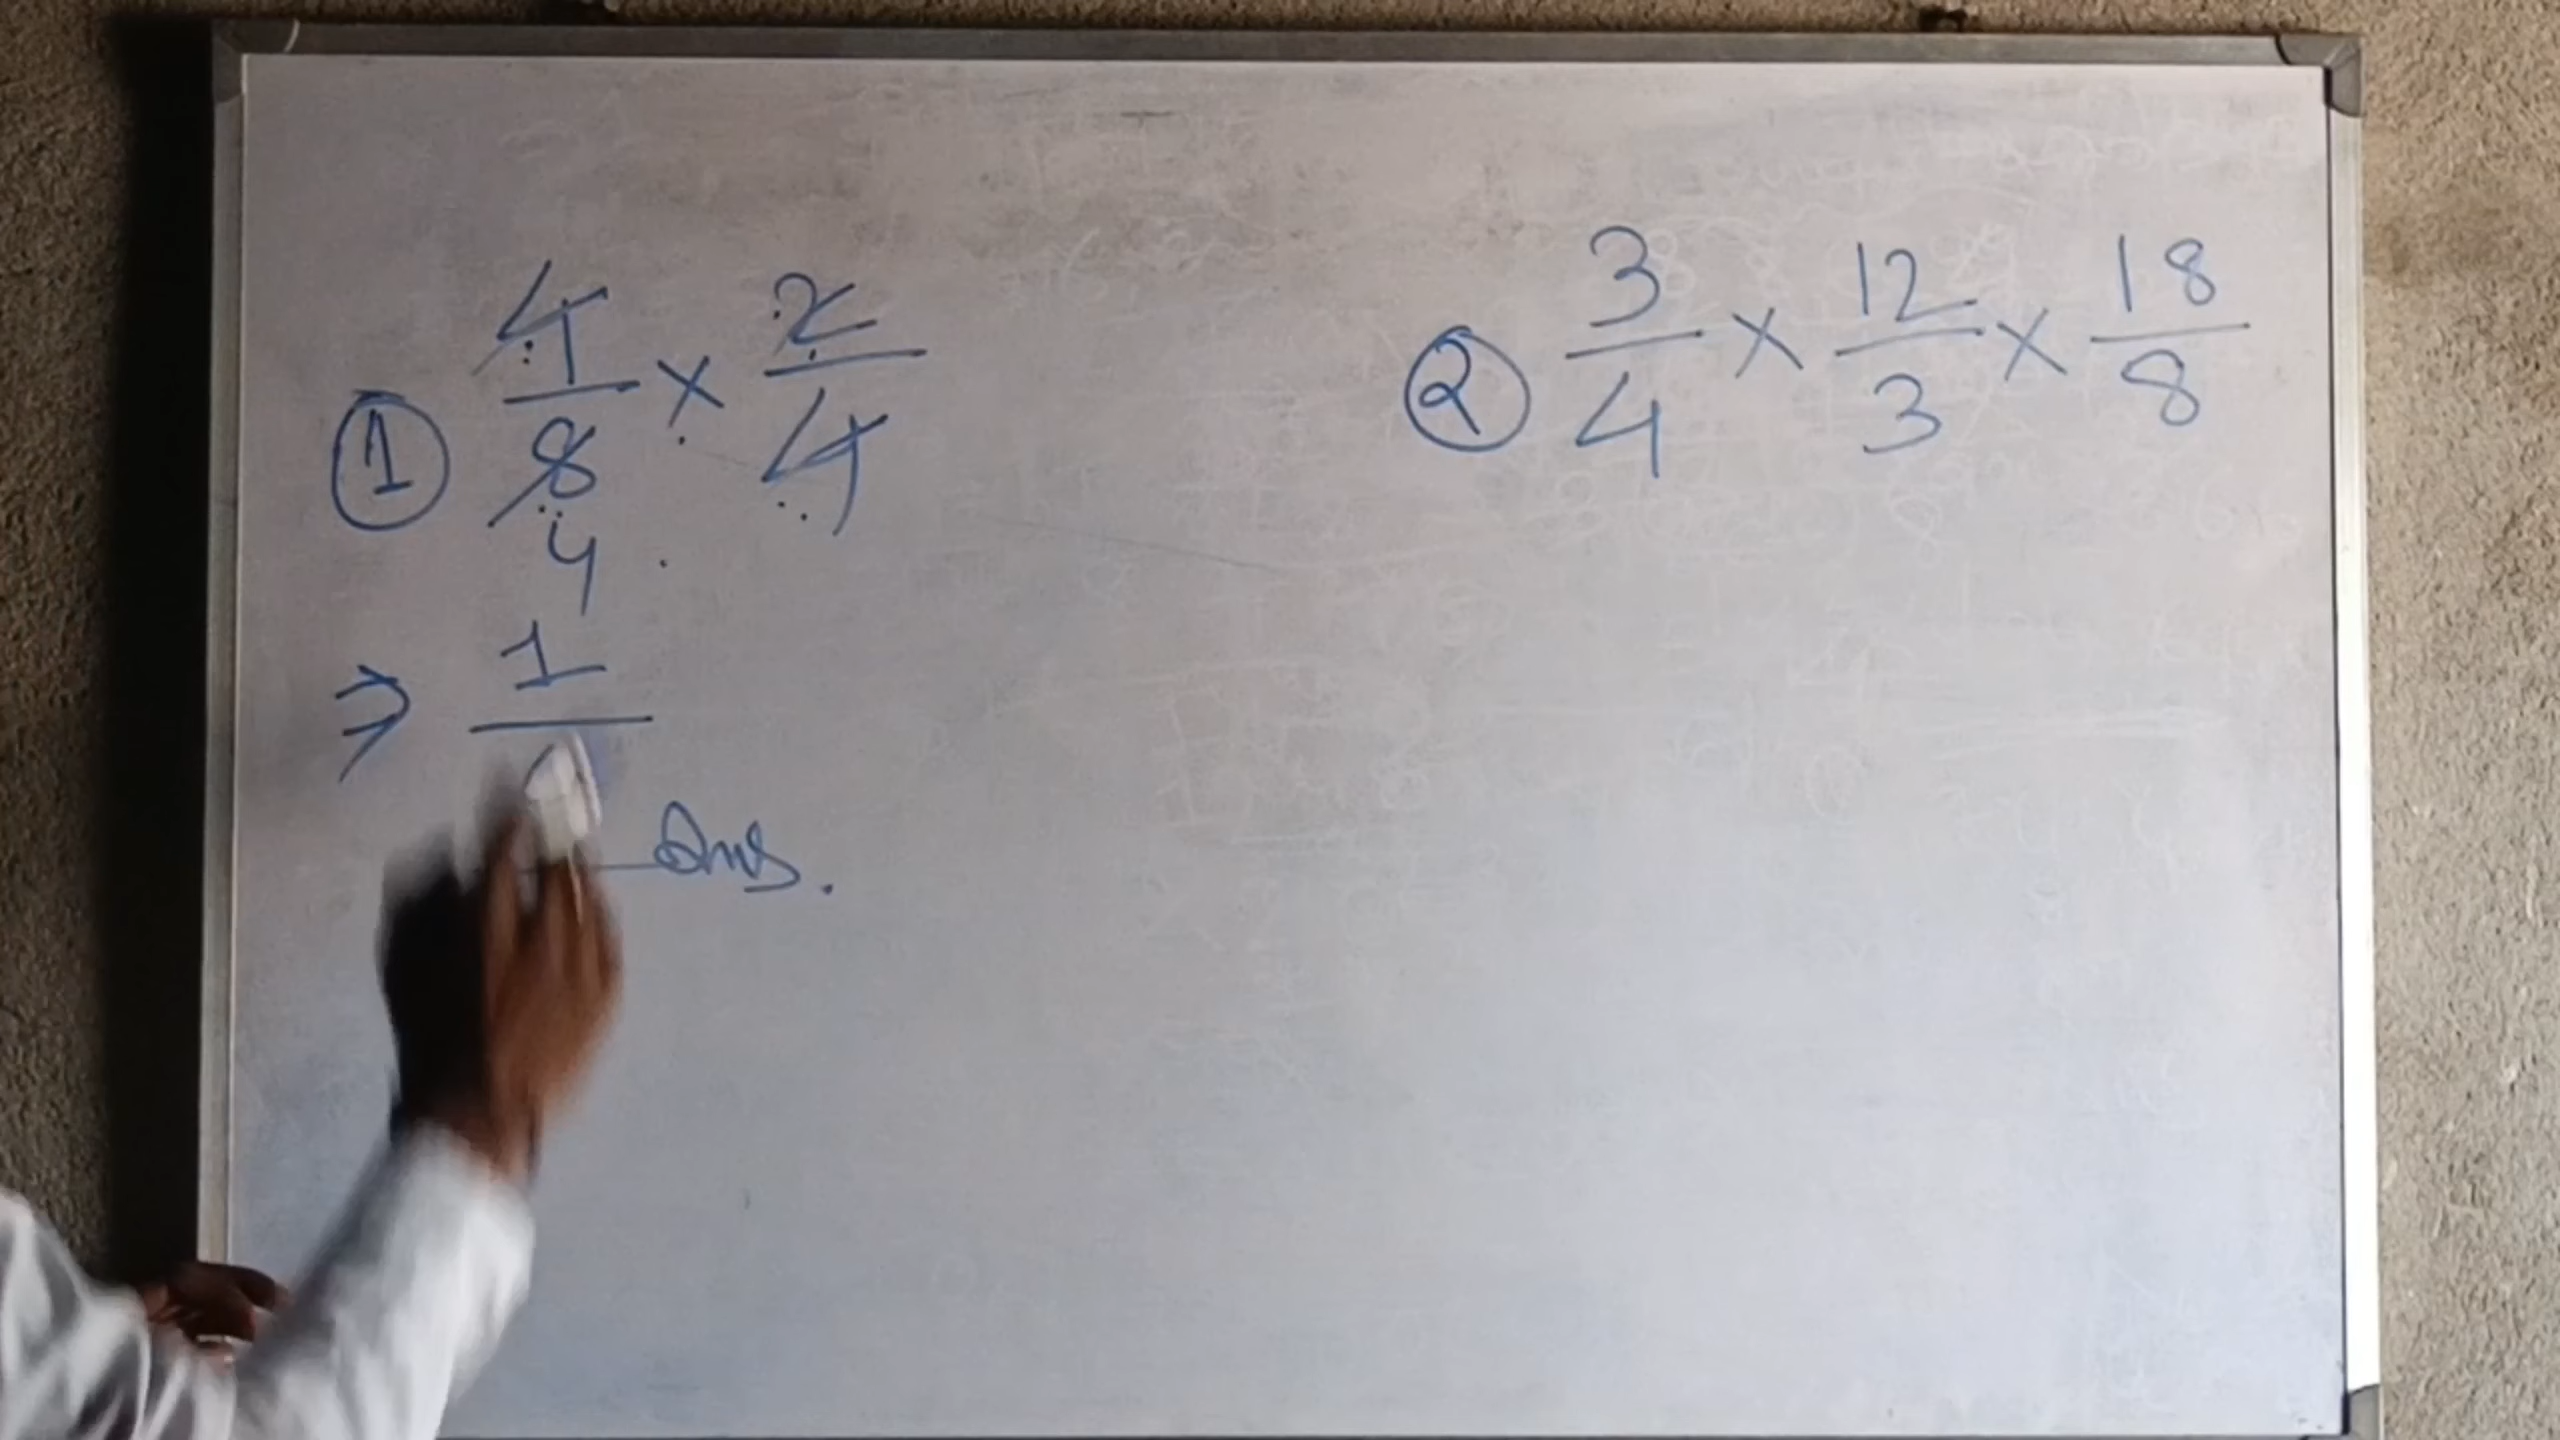 ① 4/8 × 2/4
4
⇒ 1/
Ans.
② 3/4 × 12/3 × 18/8